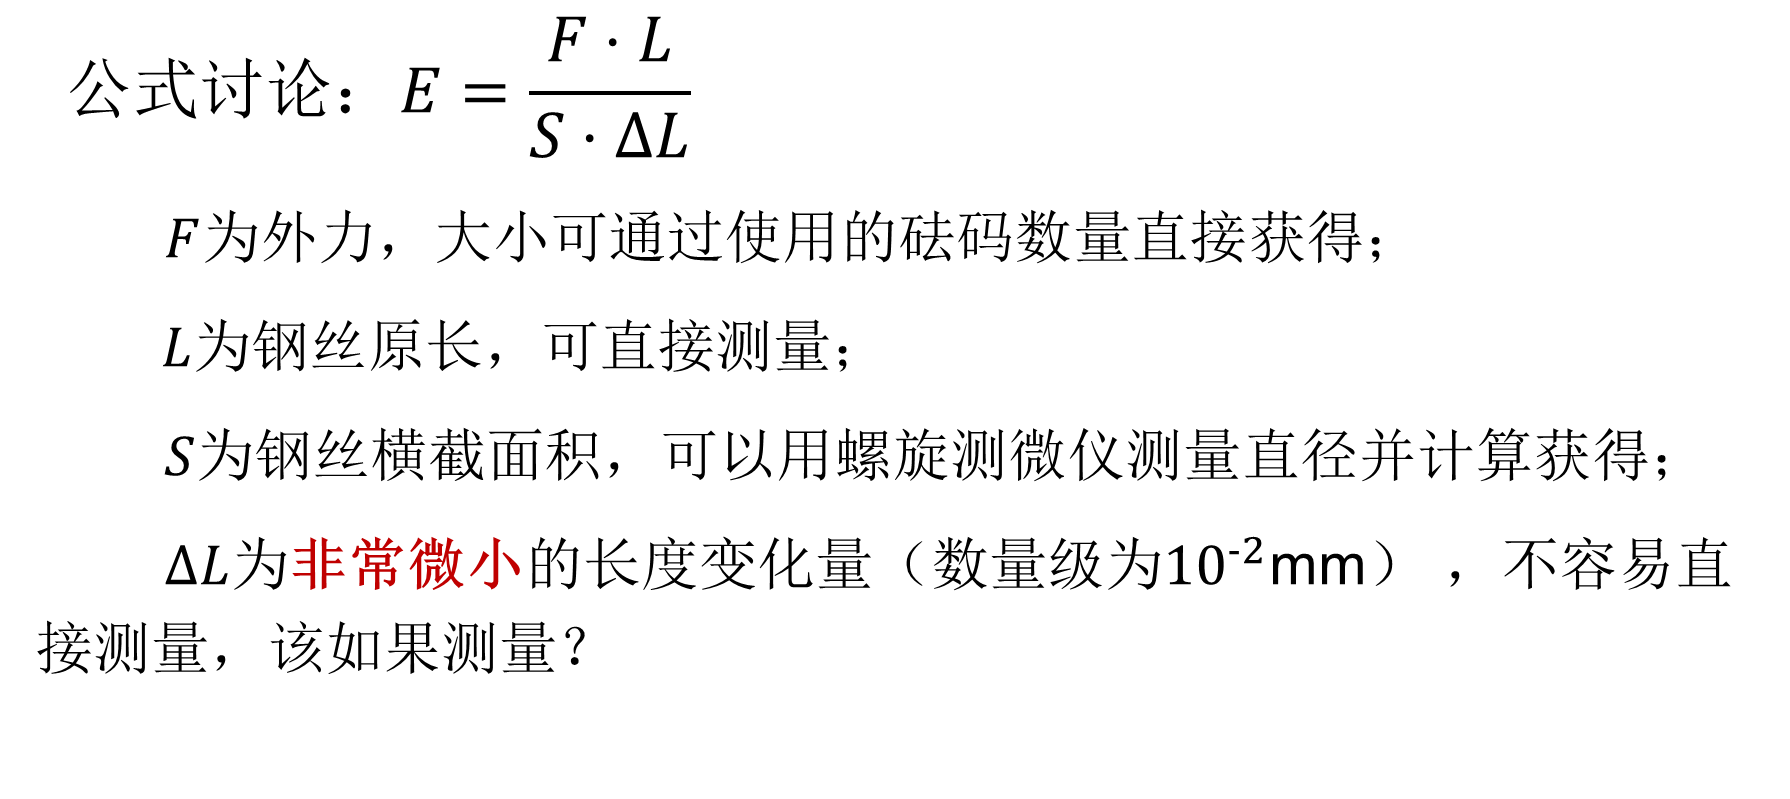 公式讨论：E = \frac{F \cdot L}{S \cdot \Delta L}
F为外力，大小可通过使用的砝码数量直接获得；
L为钢丝原长，可直接测量；
S为钢丝横截面积，可以用螺旋测微仪测量直径并计算获得；
ΔL为非常微小的长度变化量（数量级为10⁻²mm） ，不容易直
接测量，该如果测量？